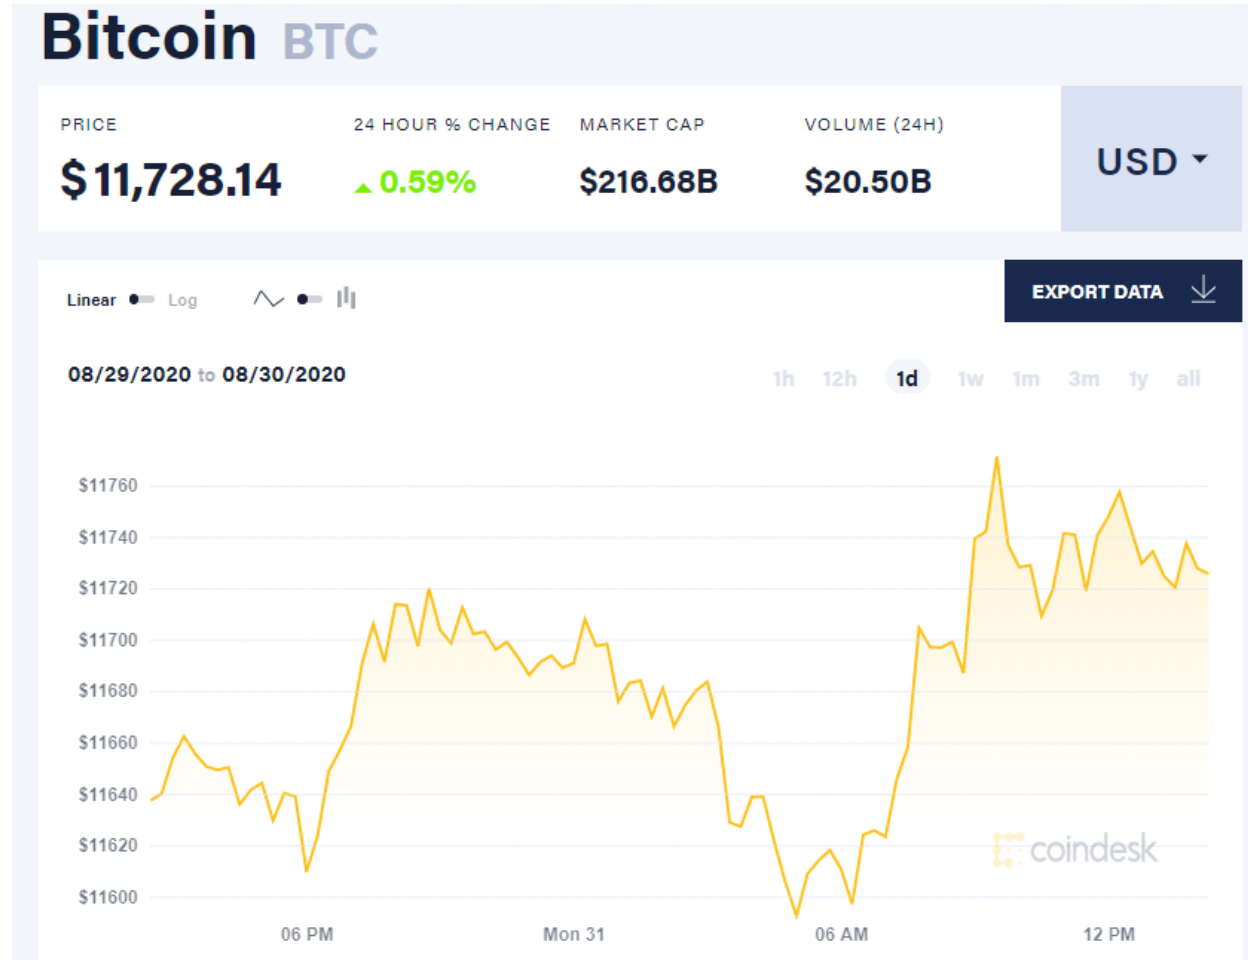 Bitcoin BTC
PRICE 24 HOUR % CHANGE MARKET CAP VOLUME (24H)
$11,728.14 0.59% $216.68B $20.50B USD
Linear Log EXPORT DATA
08/29/2020 to 08/30/2020 1h 12h 1d 1w 1m 3m 1y all
$11760
$11740
$11720
$11700
$11680
$11660
$11640
$11620
coindesk
$11600
06 PM Mon 31 06 AM 12 PM